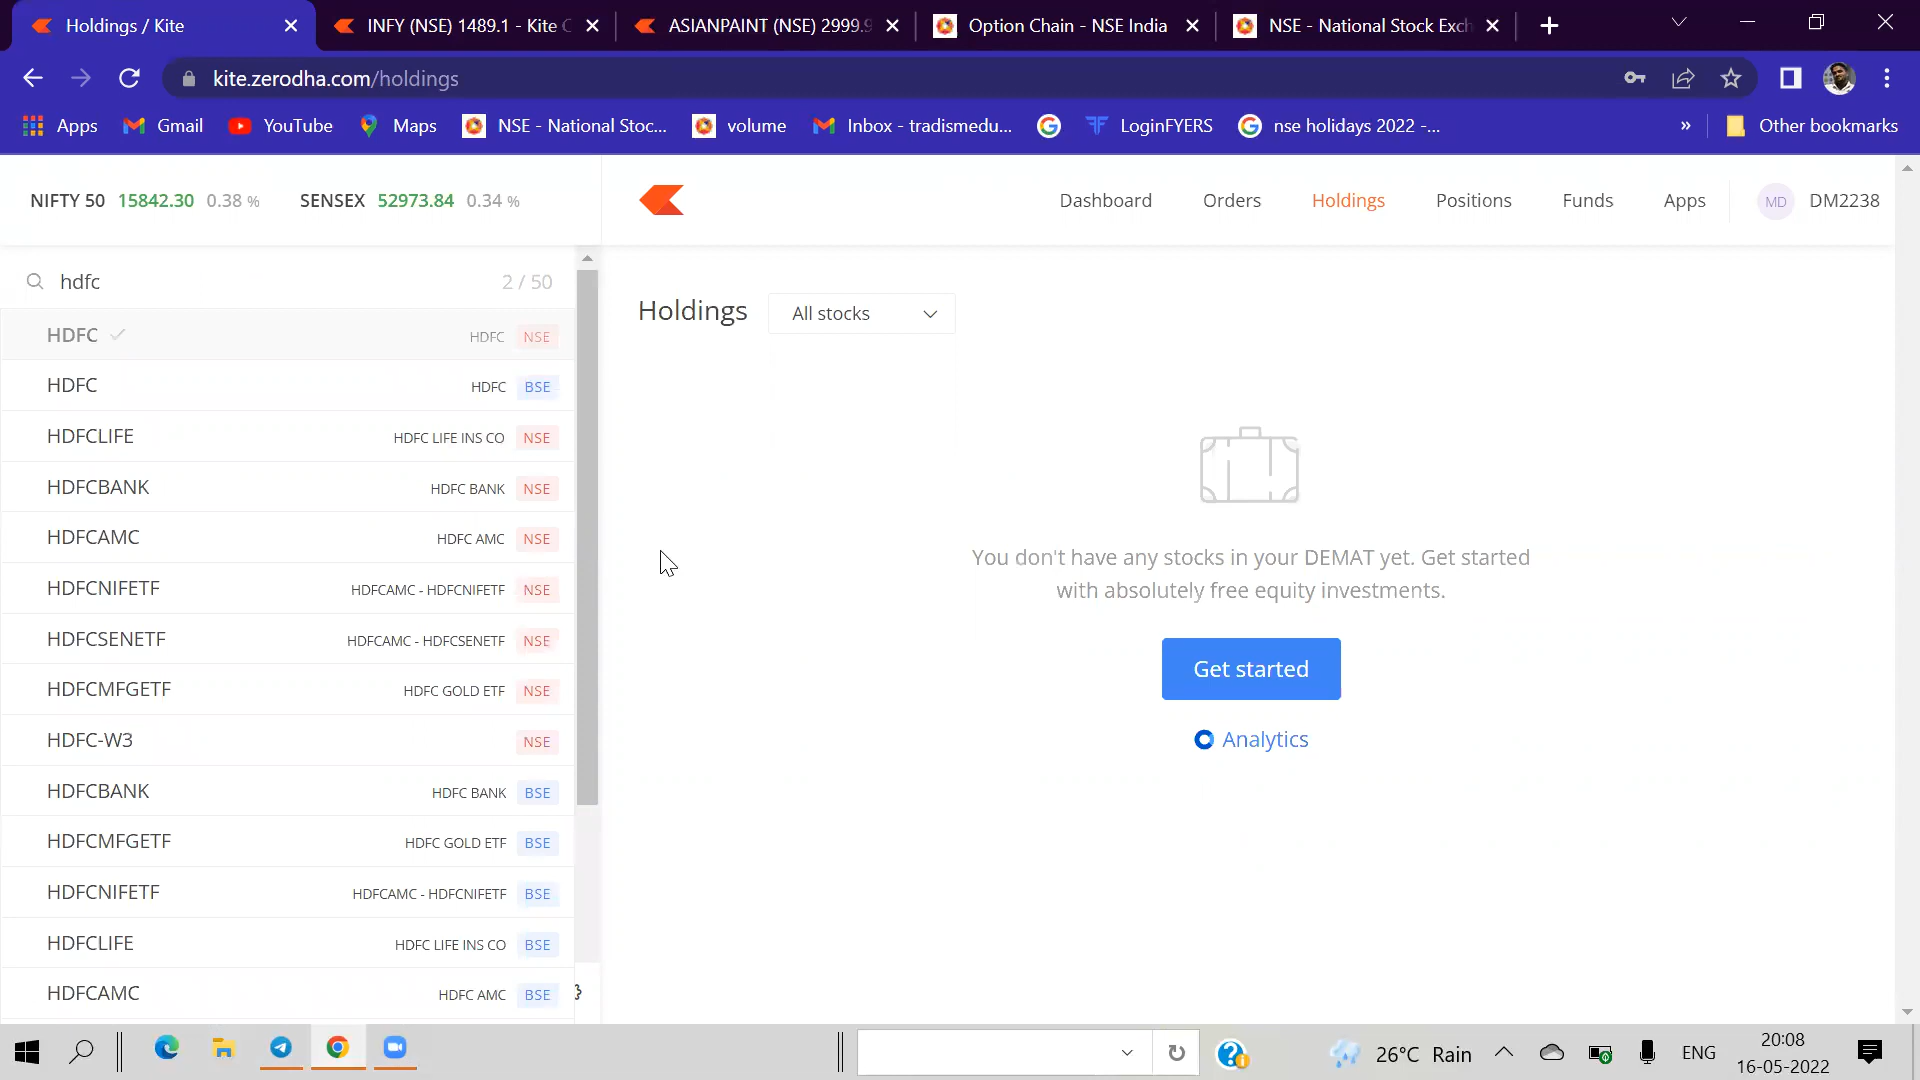 Holdings / Kite
INFY (NSE) 1489.1 - Kite C
ASIANPAINT (NSE) 2999.9
Option Chain - NSE India
NSE - National Stock Exch
kite.zerodha.com/holdings
Apps
Gmail
YouTube
Maps
NSE - National Stoc...
volume
Inbox - tradismedu...
LoginFYERS
nse holidays 2022 -...
»
Other bookmarks
NIFTY 50 15842.30 0.38 %
SENSEX 52973.84 0.34 %
Dashboard
Orders
Holdings
Positions
Funds
Apps
MD
DM2238
hdfc
2 / 50
Holdings
All stocks
HDFC HDFC NSE
HDFC HDFC BSE
HDFCLIFE HDFC LIFE INS CO NSE
HDFCBANK HDFC BANK NSE
HDFCAMC HDFC AMC NSE
HDFCNIFETF HDFCAMC - HDFCNIFETF NSE
HDFCSENETF HDFCAMC - HDFCSENETF NSE
HDFCMFGETF HDFC GOLD ETF NSE
HDFC-W3 NSE
HDFCBANK HDFC BANK BSE
HDFCMFGETF HDFC GOLD ETF BSE
HDFCNIFETF HDFCAMC - HDFCNIFETF BSE
HDFCLIFE HDFC LIFE INS CO BSE
HDFCAMC HDFC AMC BSE
You don't have any stocks in your DEMAT yet. Get started
with absolutely free equity investments.
Get started
Analytics
26°C Rain
ENG
20:08
16-05-2022